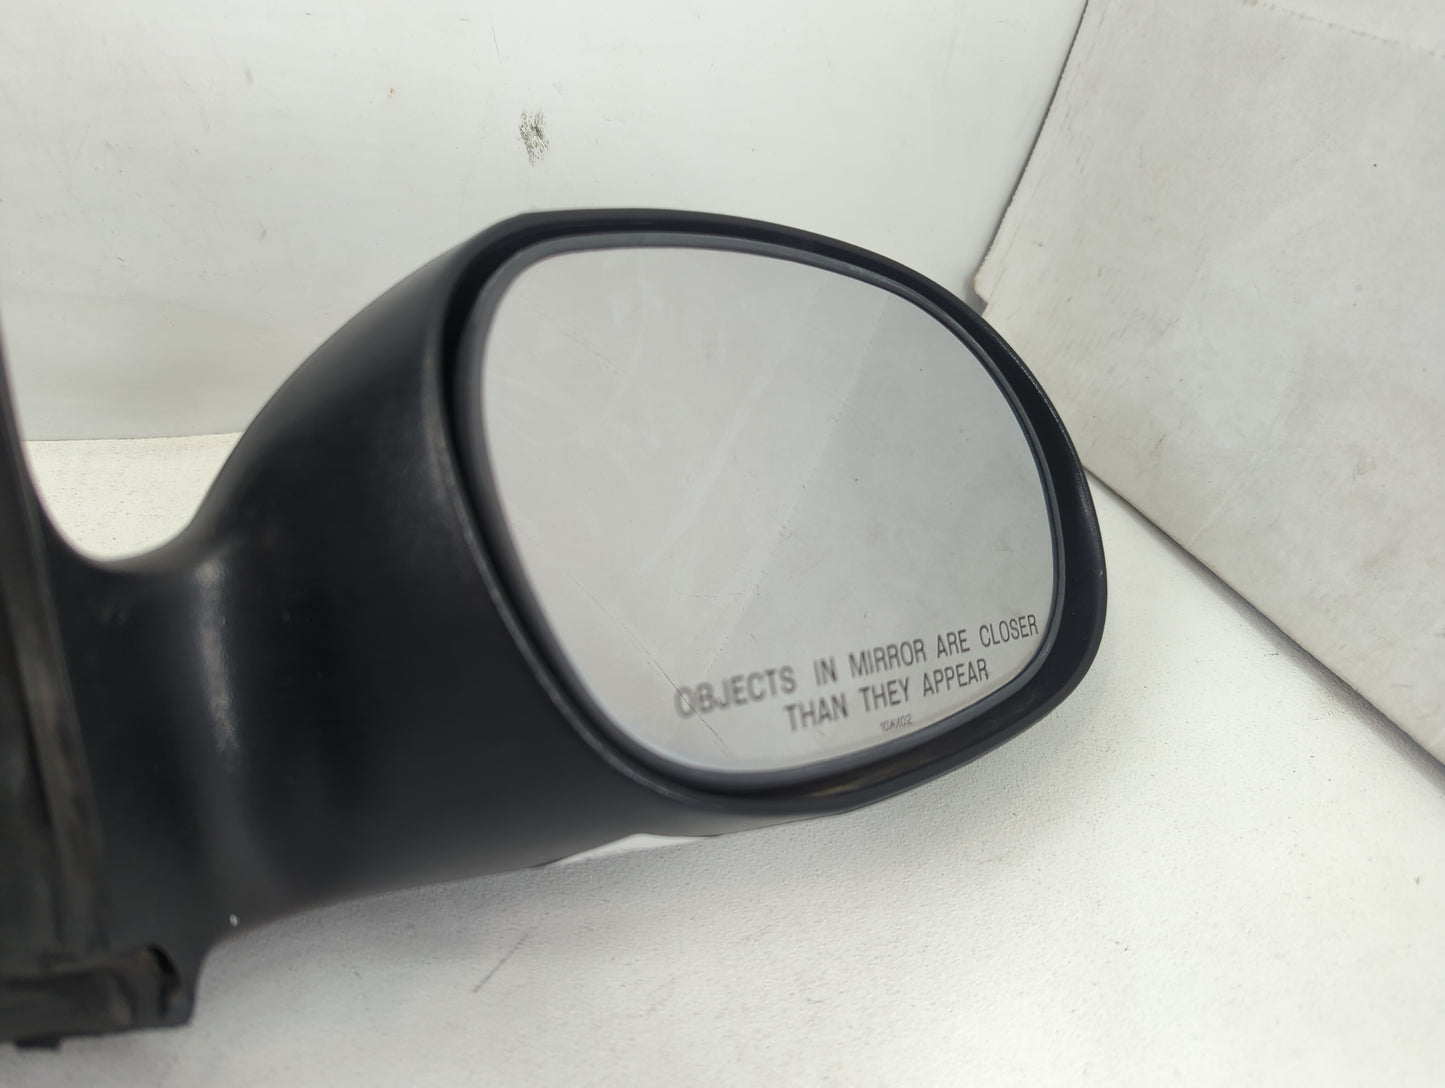 OBJECTS IN MIRROR ARE CLOSER
THAN THEY APPEAR